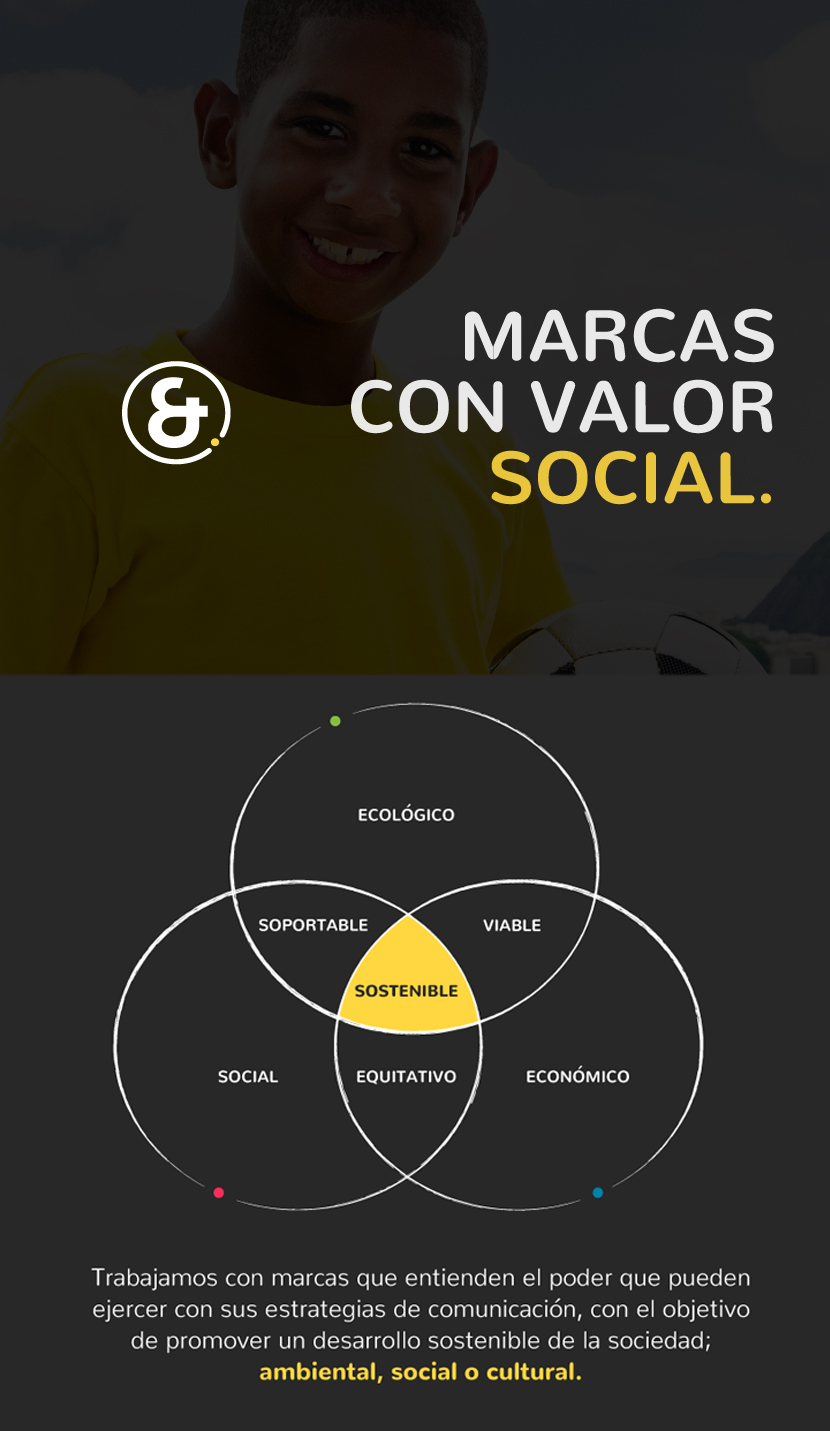 MARCAS
CON VALOR
SOCIAL.
&
ECOLÓGICO
SOPORTABLE
VIABLE
SOSTENIBLE
SOCIAL
EQUITATIVO
ECONÓMICO
Trabajamos con marcas que entienden el poder que pueden
ejercer con sus estrategias de comunicación, con el objetivo
de promover un desarrollo sostenible de la sociedad;
ambiental, social o cultural.